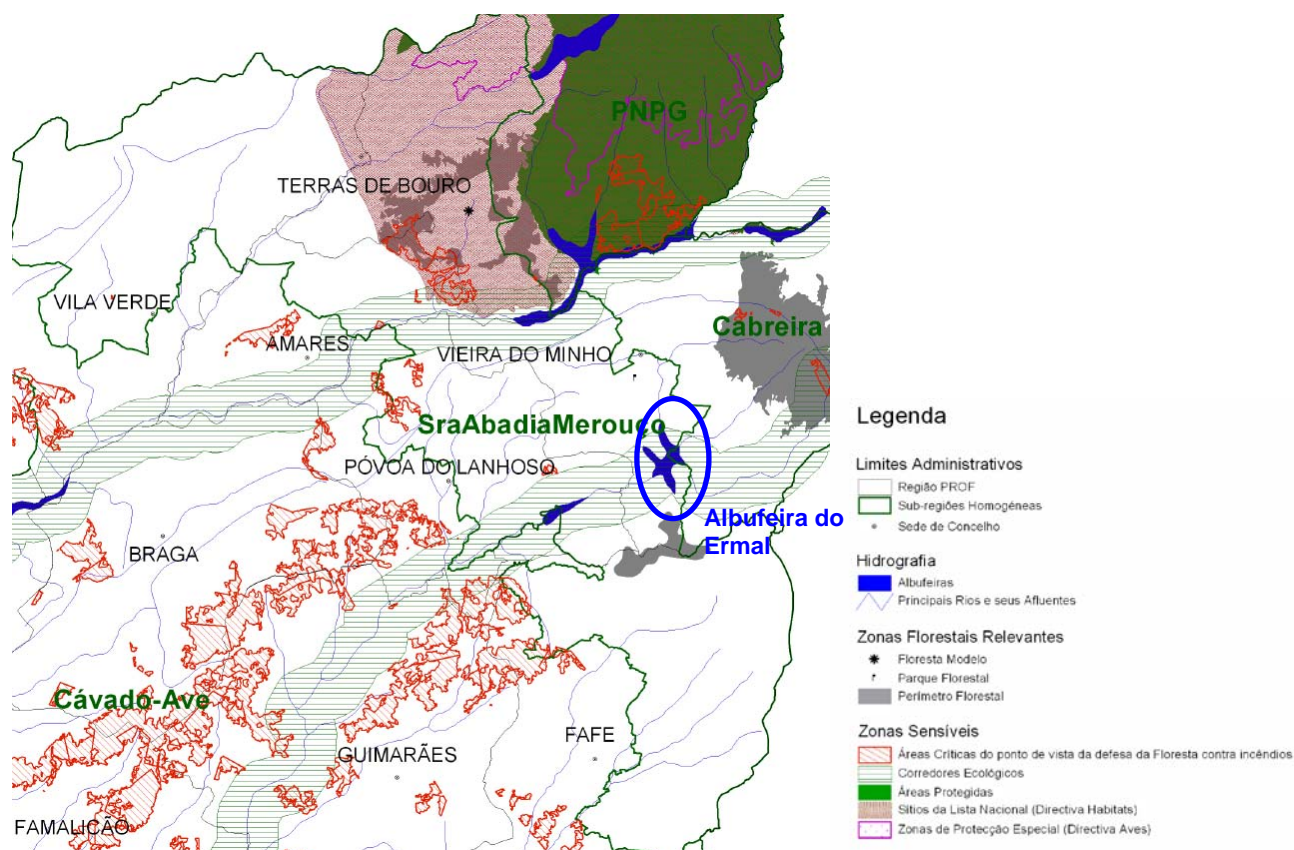 PNPG
TERRAS DE BOURO
VILA VERDE
AMARES
VIEIRA DO MINHO
Cabreira
SraAbadiaMerouço
PÓVOA DO LANHOSO
Albufeira do
Ermal
BRAGA
Cávado-Ave
GUIMARÃES
FAFE
FAMALICÃO
Legenda
Limites Administrativos
Região PROF
Sub-regiões Homogéneas
Sede de Concelho
Hidrografia
Albufeiras
Principais Rios e seus Afluentes
Zonas Florestais Relevantes
Floresta Modelo
Parque Florestal
Perímetro Florestal
Zonas Sensíveis
Áreas Críticas do ponto de vista da defesa da Floresta contra incêndios
Corredores Ecológicos
Áreas Protegidas
Sítios da Lista Nacional (Directiva Habitats)
Zonas de Protecção Especial (Directiva Aves)